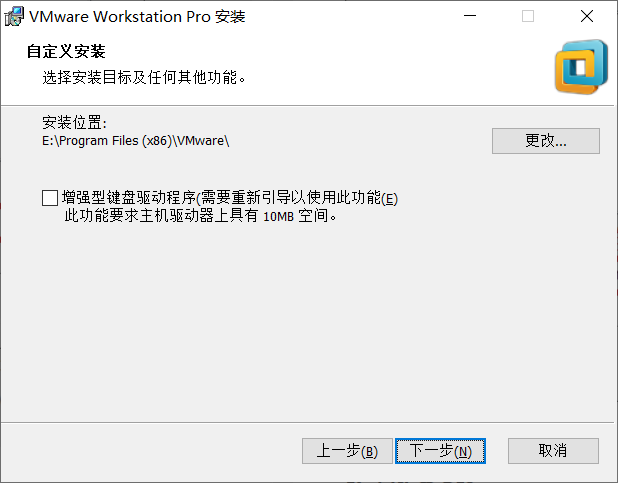 VMware Workstation Pro 安装
自定义安装
选择安装目标及任何其他功能。
安装位置:
E:\Program Files (x86)\VMware\
更改...
增强型键盘驱动程序(需要重新引导以使用此功能(E)
此功能要求主机驱动器上具有 10MB 空间。
上一步(B) 下一步(N) 取消